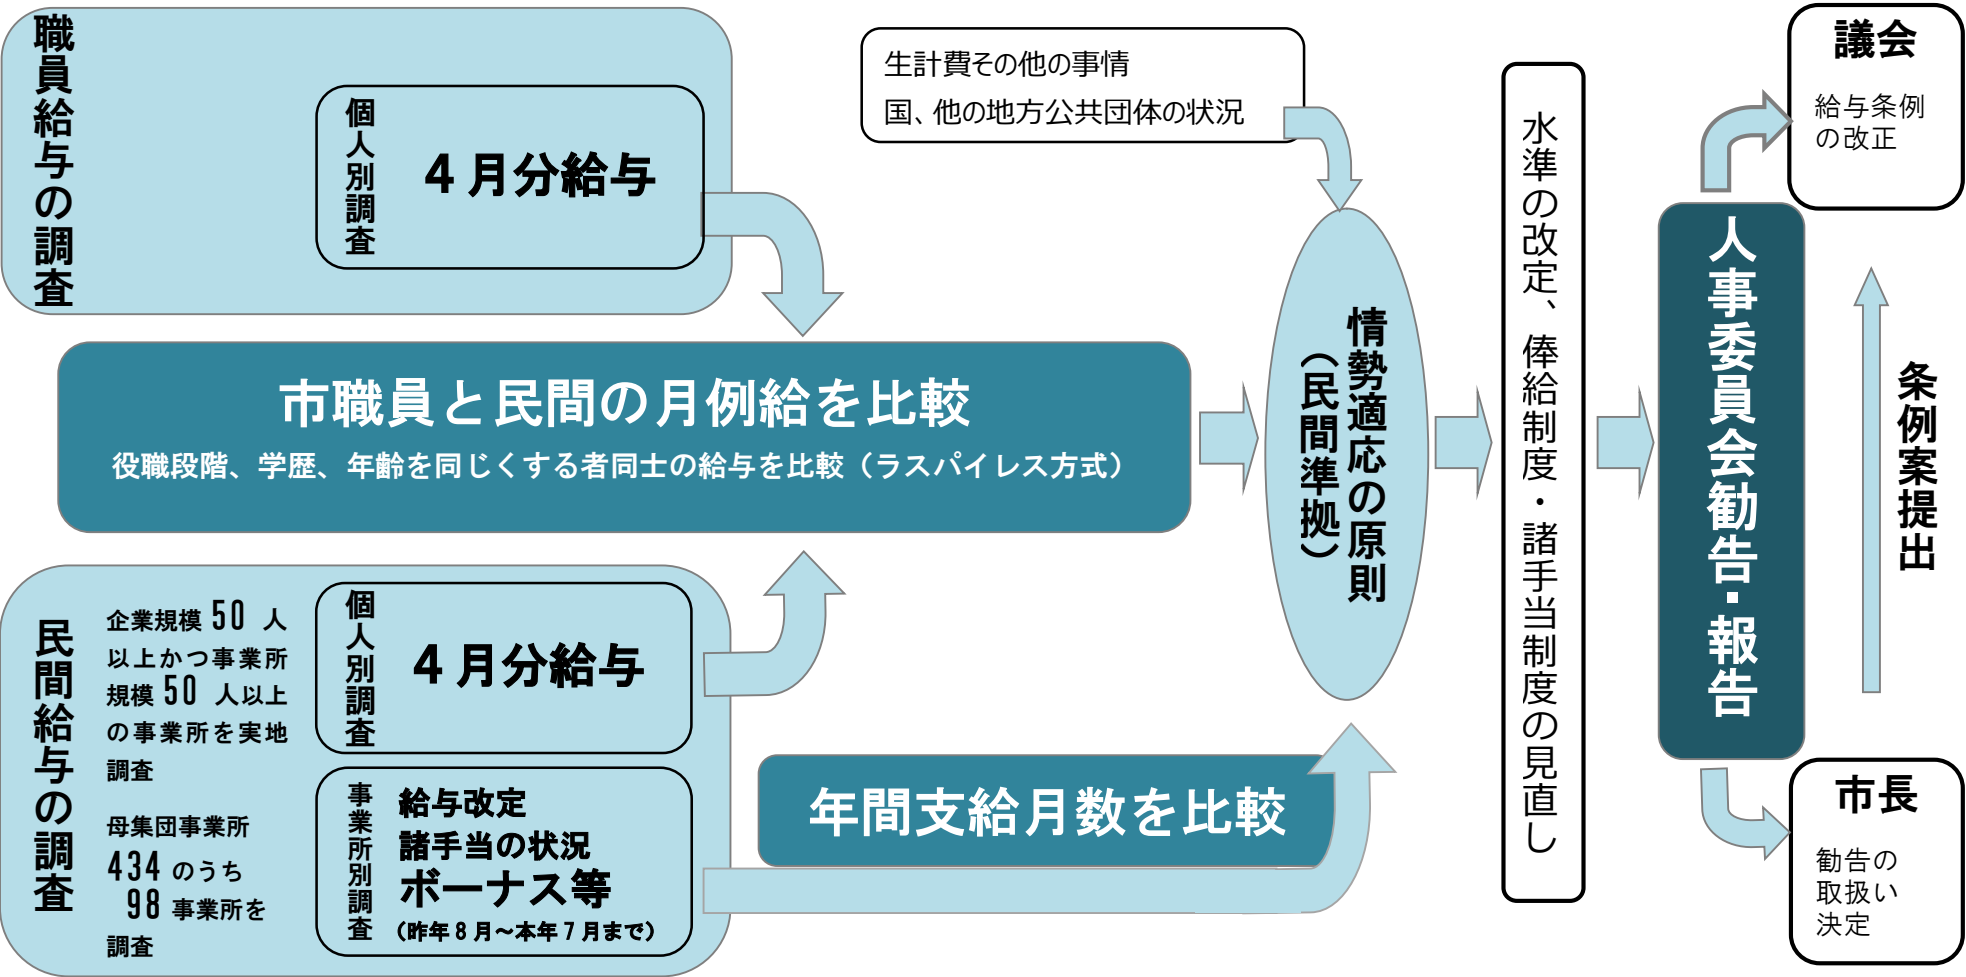 職員給与の調査
個人別調査
４月分給与
生計費その他の事情
国、他の地方公共団体の状況
市職員と民間の月例給を比較
役職段階、学歴、年齢を同じくする者同士の給与を比較（ラスパイレス方式）
民間給与の調査
企業規模 50 人
以上かつ事業所
規模 50 人以上
の事業所を実地
調査
母集団事業所
434 のうち
98 事業所を
調査
個人別調査
４月分給与
事業所別調査
給与改定
諸手当の状況
ボーナス等
（昨年８月～本年７月まで）
年間支給月数を比較
情勢適応の原則
（民間準拠）
水準の改定、俸給制度・諸手当制度の見直し
人事委員会勧告・報告
議会
給与条例
の改正
条例案提出
市長
勧告の
取扱い
決定